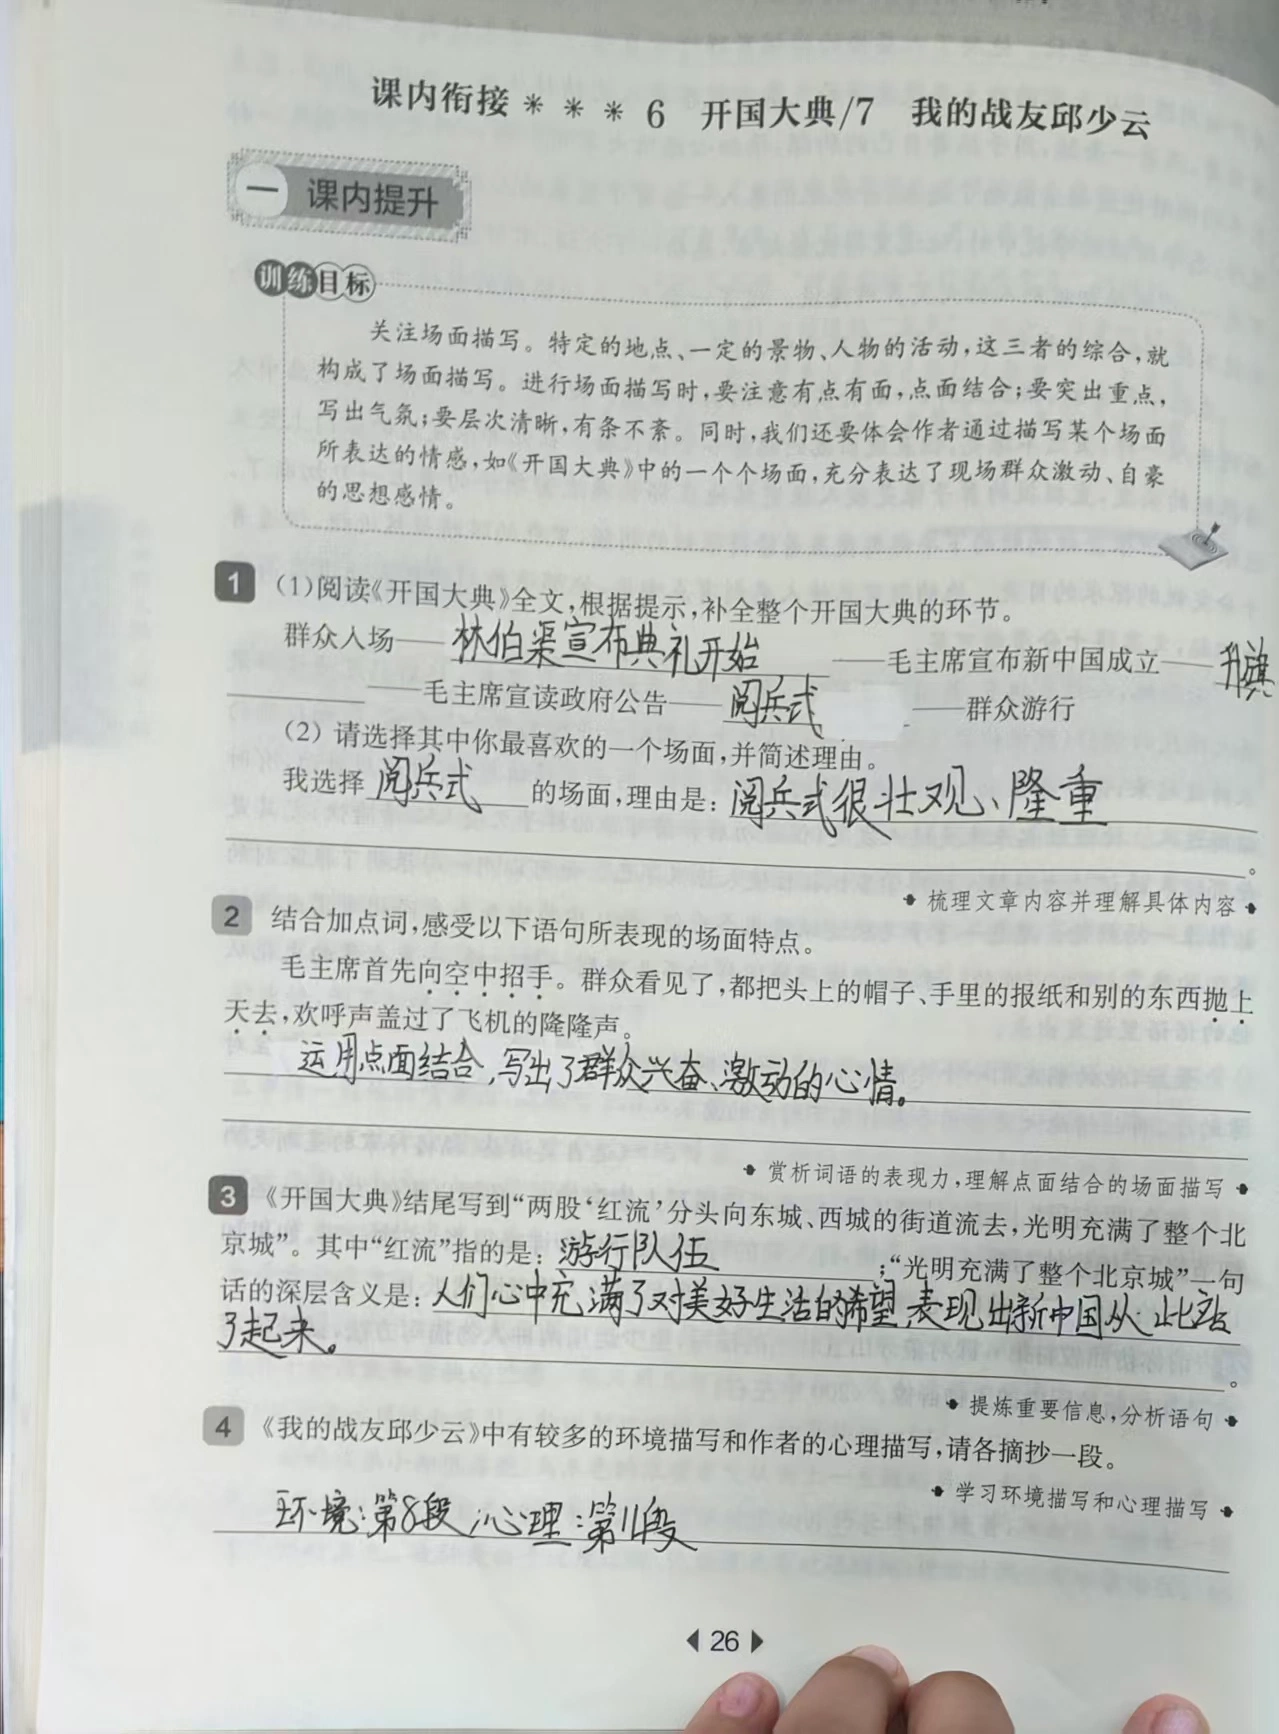 课内衔接 * * * 6 开国大典/7 我的战友邱少云
一 课内提升
训练目标
关注场面描写。特定的地点、一定的景物、人物的活动,这三者的综合,就
构成了场面描写。进行场面描写时,要注意有点有面,点面结合;要突出重点,
写出气氛;要层次清晰,有条不紊。同时,我们还要体会作者通过描写某个场面
所表达的情感,如《开国大典》中的一个个场面,充分表达了现场群众激动、自豪
的思想感情。
1 (1)阅读《开国大典》全文,根据提示,补全整个开国大典的环节。
群众入场——林伯渠宣布典礼开始——毛主席宣布新中国成立——升旗
——毛主席宣读政府公告——阅兵式——群众游行
(2) 请选择其中你最喜欢的一个场面,并简述理由。
我选择 阅兵式 的场面,理由是:阅兵式很壮观、隆重
。
梳理文章内容并理解具体内容
2 结合加点词,感受以下语句所表现的场面特点。
毛主席首先向空中招手。群众看见了,都把头上的帽子、手里的报纸和别的东西抛上
天去,欢呼声盖过了飞机的隆隆声。
运用点面结合,写出了群众兴奋、激动的心情。
赏析词语的表现力,理解点面结合的场面描写
3 《开国大典》结尾写到“两股‘红流’分头向东城、西城的街道流去,光明充满了整个北
京城”。其中“红流”指的是:游行队伍;“光明充满了整个北京城”一句
话的深层含义是:人们心中充满了对美好生活的希望,表现出新中国从此站
了起来。
。
提炼重要信息,分析语句
4 《我的战友邱少云》中有较多的环境描写和作者的心理描写,请各摘抄一段。
学习环境描写和心理描写
环境:第8段;心理:第11段
26